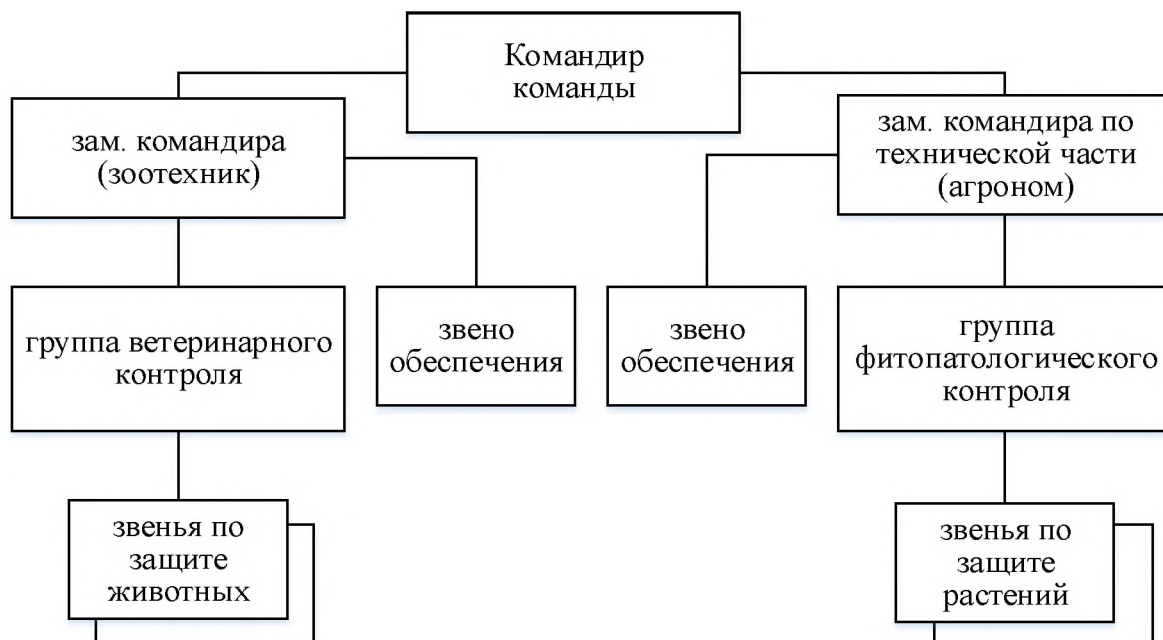 Командир
команды
зам. командира
(зоотехник)
зам. командира по
технической части
(агроном)
группа ветеринарного
контроля
звено
обеспечения
звено
обеспечения
группа
фитопатологического
контроля
звенья по
защите
животных
звенья по
защите
растений